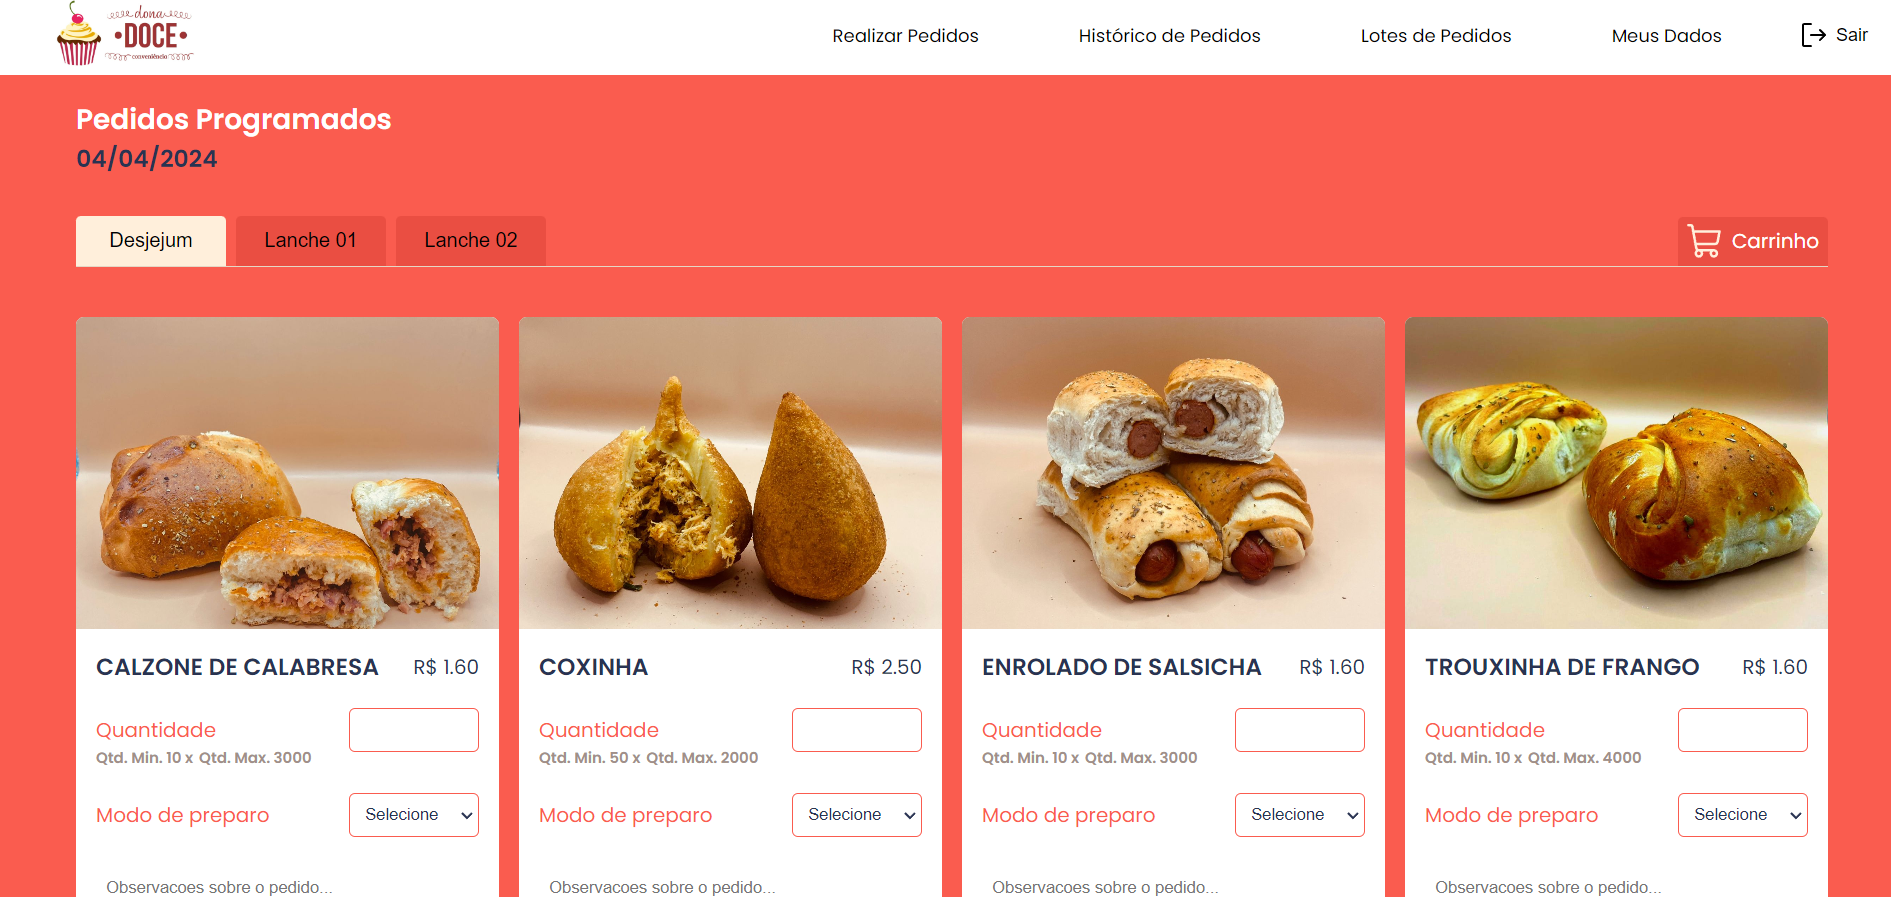 dona
•DOCE•
conveniência
Realizar Pedidos
Histórico de Pedidos
Lotes de Pedidos
Meus Dados
Sair
Pedidos Programados
04/04/2024
Desjejum
Lanche 01
Lanche 02
Carrinho
CALZONE DE CALABRESA
R$ 1.60
Quantidade
Qtd. Min. 10 x Qtd. Max. 3000
Modo de preparo
Selecione
Observacoes sobre o pedido...
COXINHA
R$ 2.50
Quantidade
Qtd. Min. 50 x Qtd. Max. 2000
Modo de preparo
Selecione
Observacoes sobre o pedido...
ENROLADO DE SALSICHA
R$ 1.60
Quantidade
Qtd. Min. 10 x Qtd. Max. 3000
Modo de preparo
Selecione
Observacoes sobre o pedido...
TROUXINHA DE FRANGO
R$ 1.60
Quantidade
Qtd. Min. 10 x Qtd. Max. 4000
Modo de preparo
Selecione
Observacoes sobre o pedido...